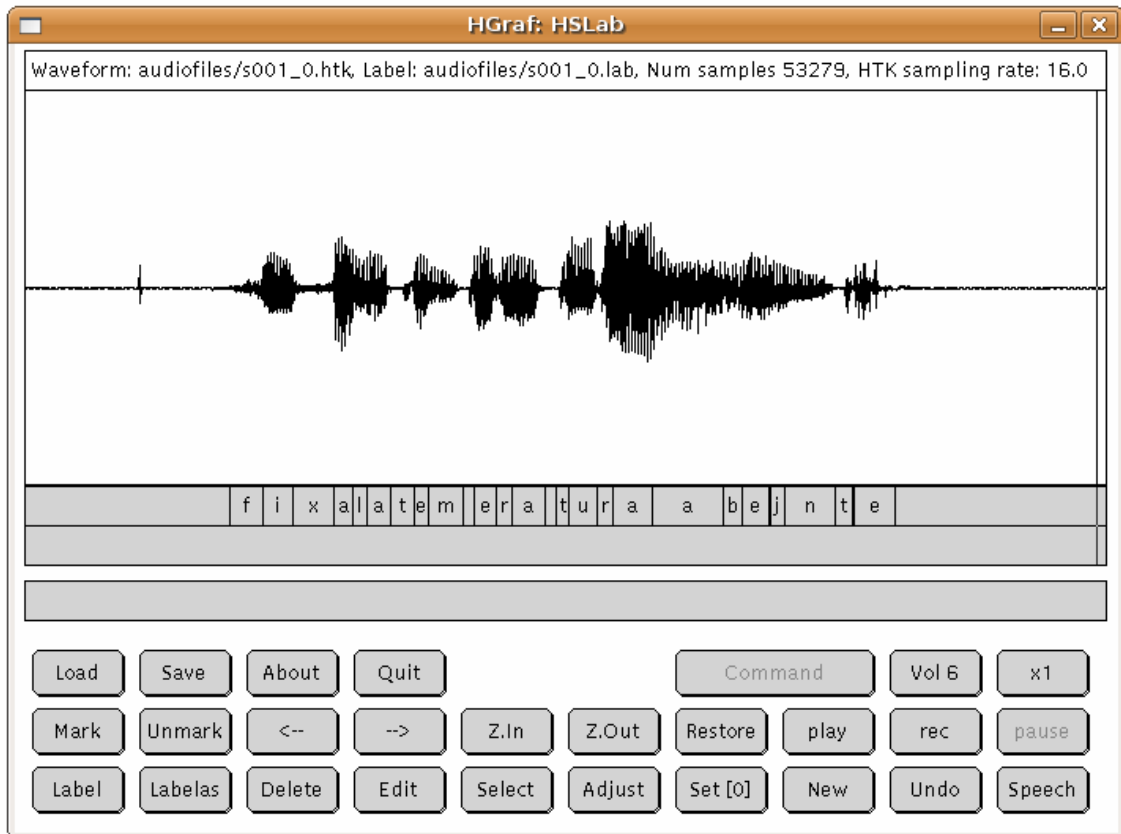 HGraf: HSLab
Waveform: audiofiles/s001_0.htk, Label: audiofiles/s001_0.lab, Num samples 53279, HTK sampling rate: 16.0
f i x a l a t e m e r a t u r a a b e j n t e
Load Save About Quit Command Vol 6 x1
Mark Unmark <-- --> Z.In Z.Out Restore play rec pause
Label Labelas Delete Edit Select Adjust Set [0] New Undo Speech